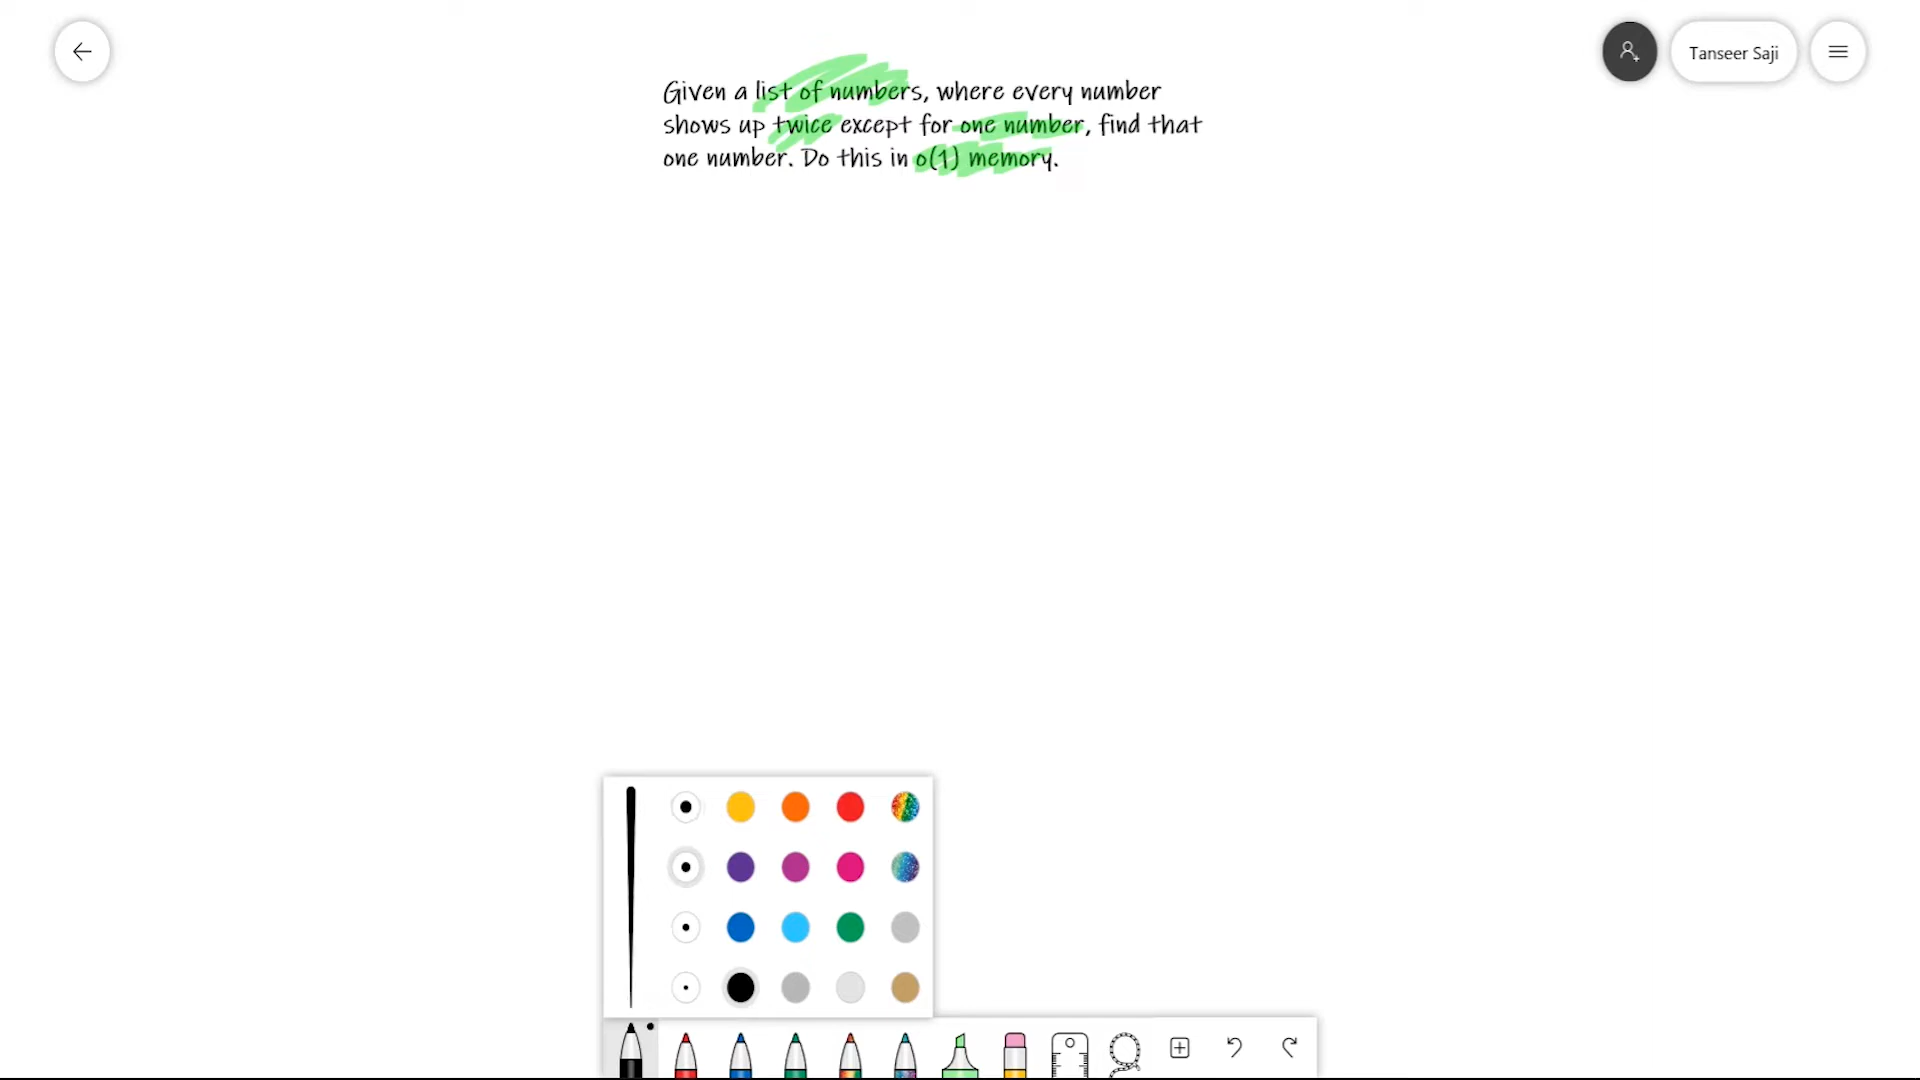 Tanseer Saji
Given a list of numbers, where every number
shows up twice except for one number, find that
one number. Do this in o(1) memory.